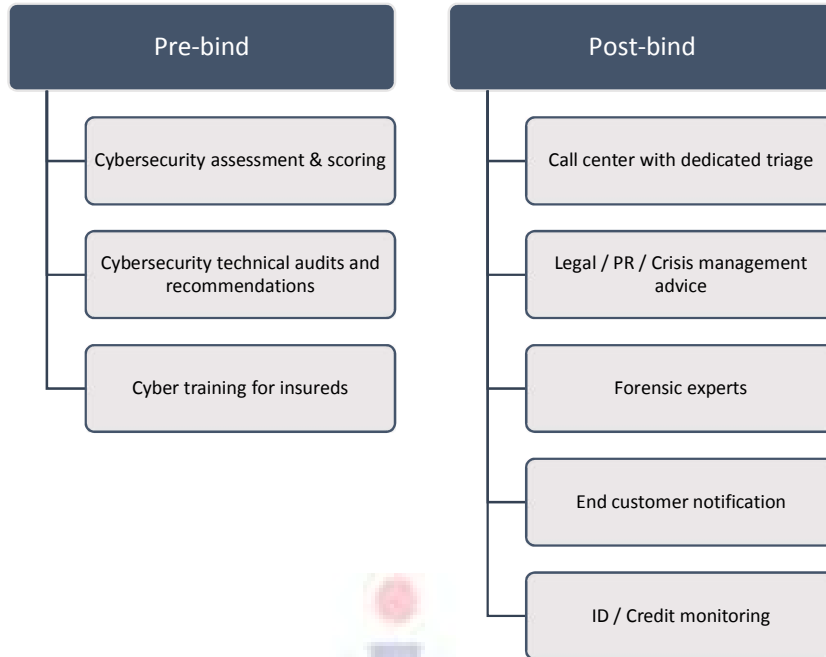 Pre-bind
Cybersecurity assessment & scoring
Cybersecurity technical audits and
recommendations
Cyber training for insureds
Post-bind
Call center with dedicated triage
Legal / PR / Crisis management
advice
Forensic experts
End customer notification
ID / Credit monitoring